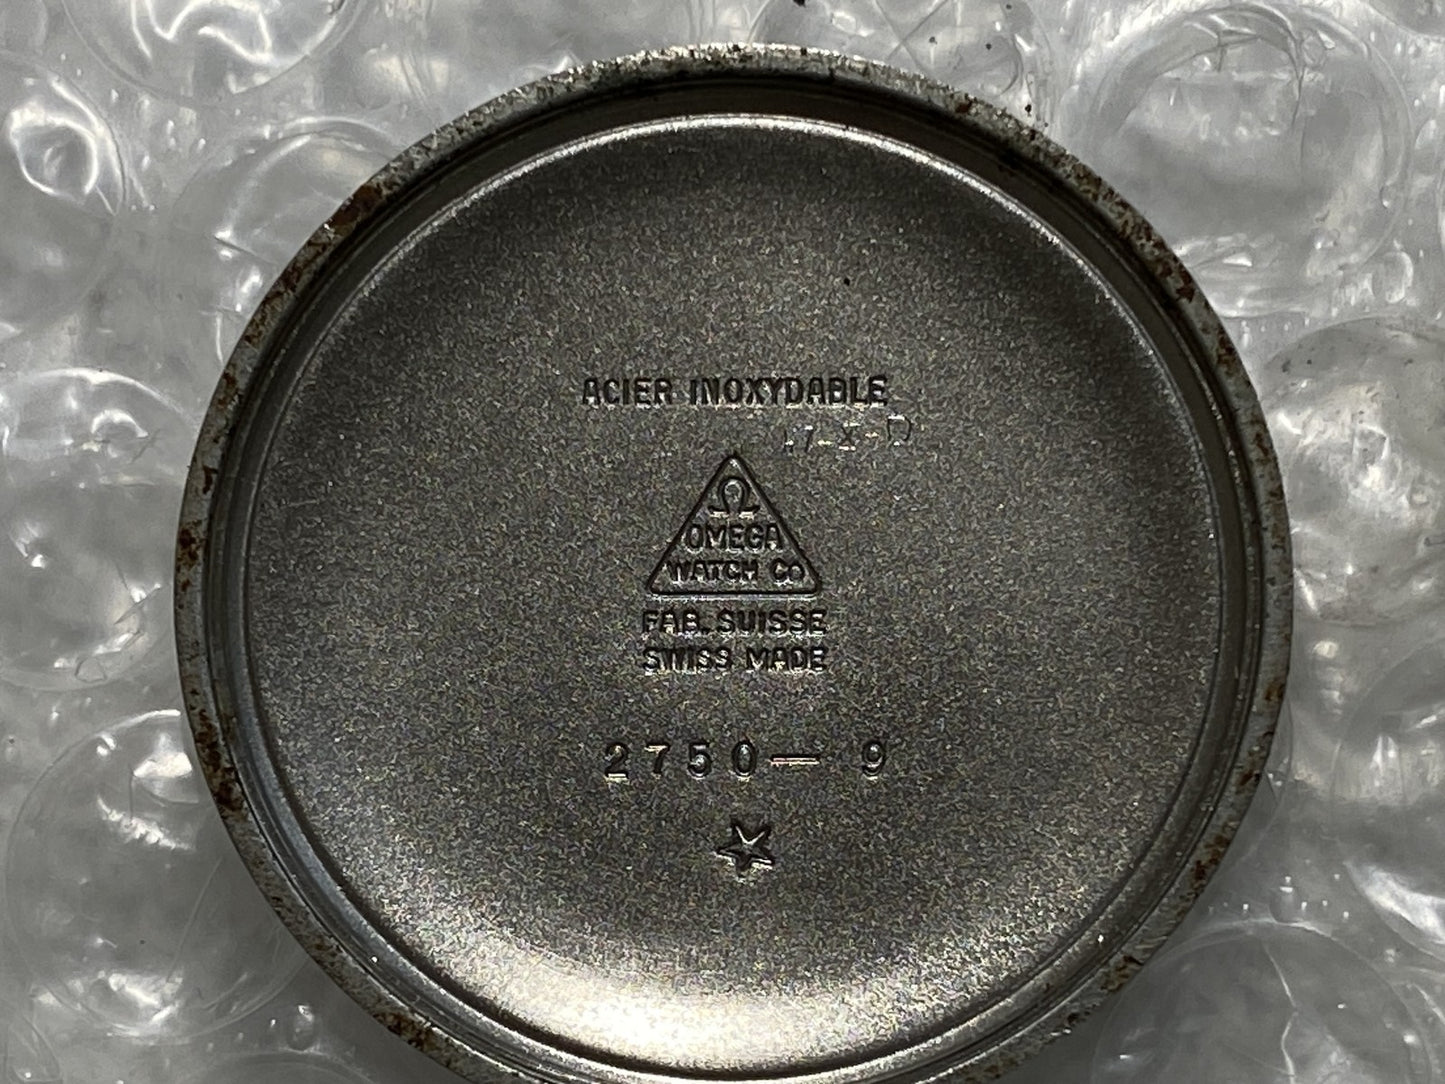 ACIER INOXYDABLE
Ω
OMEGA
WATCH Co
FAB. SUISSE
SWISS MADE
2750— 9